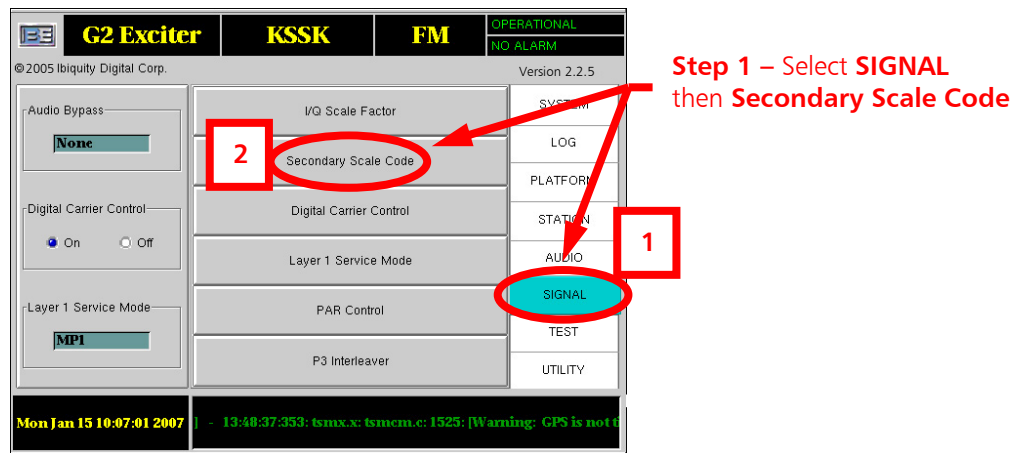 BE
G2 Exciter
KSSK
FM
OPERATIONAL
NO ALARM
©2005 Ibiquity Digital Corp.
Version 2.2.5
Step 1 – Select SIGNAL
then Secondary Scale Code
Audio Bypass
None
Digital Carrier Control
On
Off
Layer 1 Service Mode
MP1
I/Q Scale Factor
2
Secondary Scale Code
Digital Carrier Control
Layer 1 Service Mode
PAR Control
P3 Interleaver
SYSTEM
LOG
PLATFORM
STATION
1
AUDIO
SIGNAL
TEST
UTILITY
Mon Jan 15 10:07:01 2007
] - 13:48:37:353: tsmx.x: tsmcm.c: 1525: [Warning: GPS is not